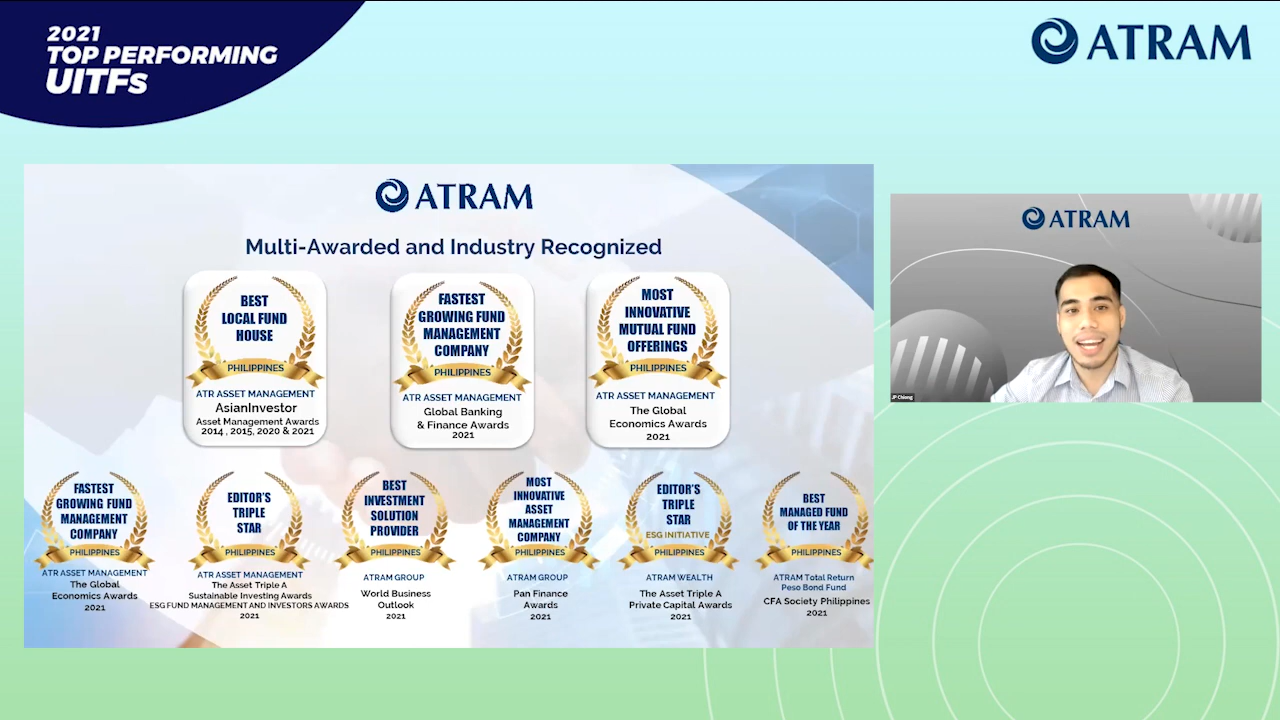 2021
TOP PERFORMING
UITFs
ATRAM
ATRAM
Multi-Awarded and Industry Recognized
BEST
LOCAL FUND
HOUSE
PHILIPPINES
ATR ASSET MANAGEMENT
AsianInvestor
Asset Management Awards
2014 , 2015, 2020 & 2021
FASTEST
GROWING FUND
MANAGEMENT
COMPANY
PHILIPPINES
ATR ASSET MANAGEMENT
Global Banking
& Finance Awards
2021
MOST
INNOVATIVE
MUTUAL FUND
OFFERINGS
PHILIPPINES
ATR ASSET MANAGEMENT
The Global
Economics Awards
2021
FASTEST
GROWING FUND
MANAGEMENT
COMPANY
PHILIPPINES
ATR ASSET MANAGEMENT
The Global
Economics Awards
2021
EDITOR'S
TRIPLE
STAR
PHILIPPINES
ATR ASSET MANAGEMENT
The Asset Triple A
Sustainable Investing Awards
ESG FUND MANAGEMENT AND INVESTORS AWARDS
2021
BEST
INVESTMENT
SOLUTION
PROVIDER
PHILIPPINES
ATRAM GROUP
World Business
Outlook
2021
MOST
INNOVATIVE
ASSET
MANAGEMENT
COMPANY
PHILIPPINES
ATRAM GROUP
Pan Finance
Awards
2021
EDITOR'S
TRIPLE
STAR
ESG INITIATIVE
PHILIPPINES
ATRAM WEALTH
The Asset Triple A
Private Capital Awards
2021
BEST
MANAGED FUND
OF THE YEAR
PHILIPPINES
ATRAM Total Return
Peso Bond Fund
CFA Society Philippines
2021
ATRAM
JP Chiong